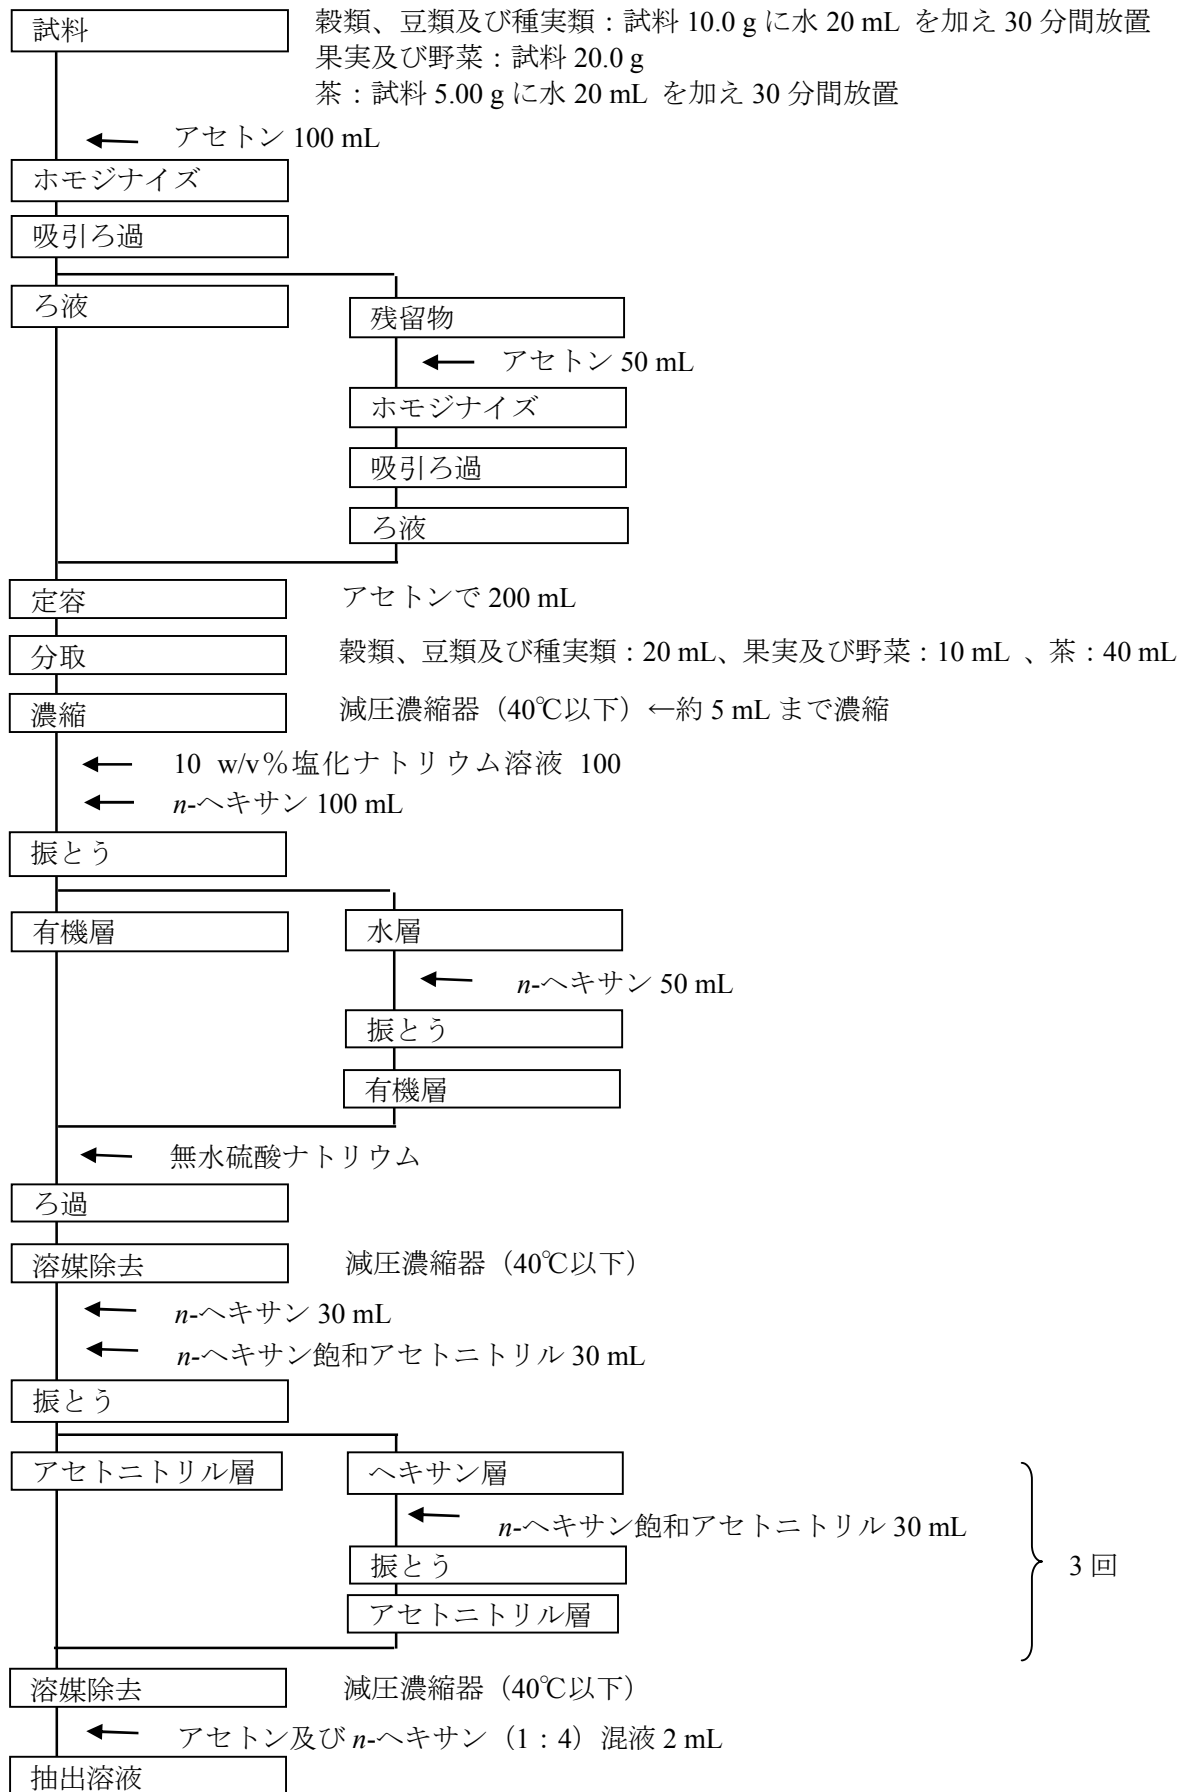 試料
穀類、豆類及び種実類：試料 10.0 g に水 20 mL を加え 30 分間放置
果実及び野菜：試料 20.0 g
茶：試料 5.00 g に水 20 mL を加え 30 分間放置
アセトン 100 mL
ホモジナイズ
吸引ろ過
ろ液
残留物
アセトン 50 mL
ホモジナイズ
吸引ろ過
ろ液
定容 アセトンで 200 mL
分取 穀類、豆類及び種実類：20 mL、果実及び野菜：10 mL 、茶：40 mL
濃縮 減圧濃縮器（40℃以下）←約 5 mL まで濃縮
10 w/v％塩化ナトリウム溶液 100
n-ヘキサン 100 mL
振とう
有機層 水層
n-ヘキサン 50 mL
振とう
有機層
無水硫酸ナトリウム
ろ過
溶媒除去 減圧濃縮器（40℃以下）
n-ヘキサン 30 mL
n-ヘキサン飽和アセトニトリル 30 mL
振とう
アセトニトリル層 ヘキサン層
n-ヘキサン飽和アセトニトリル 30 mL
振とう
3 回
アセトニトリル層
溶媒除去 減圧濃縮器（40℃以下）
アセトン及び n-ヘキサン（1：4）混液 2 mL
抽出溶液